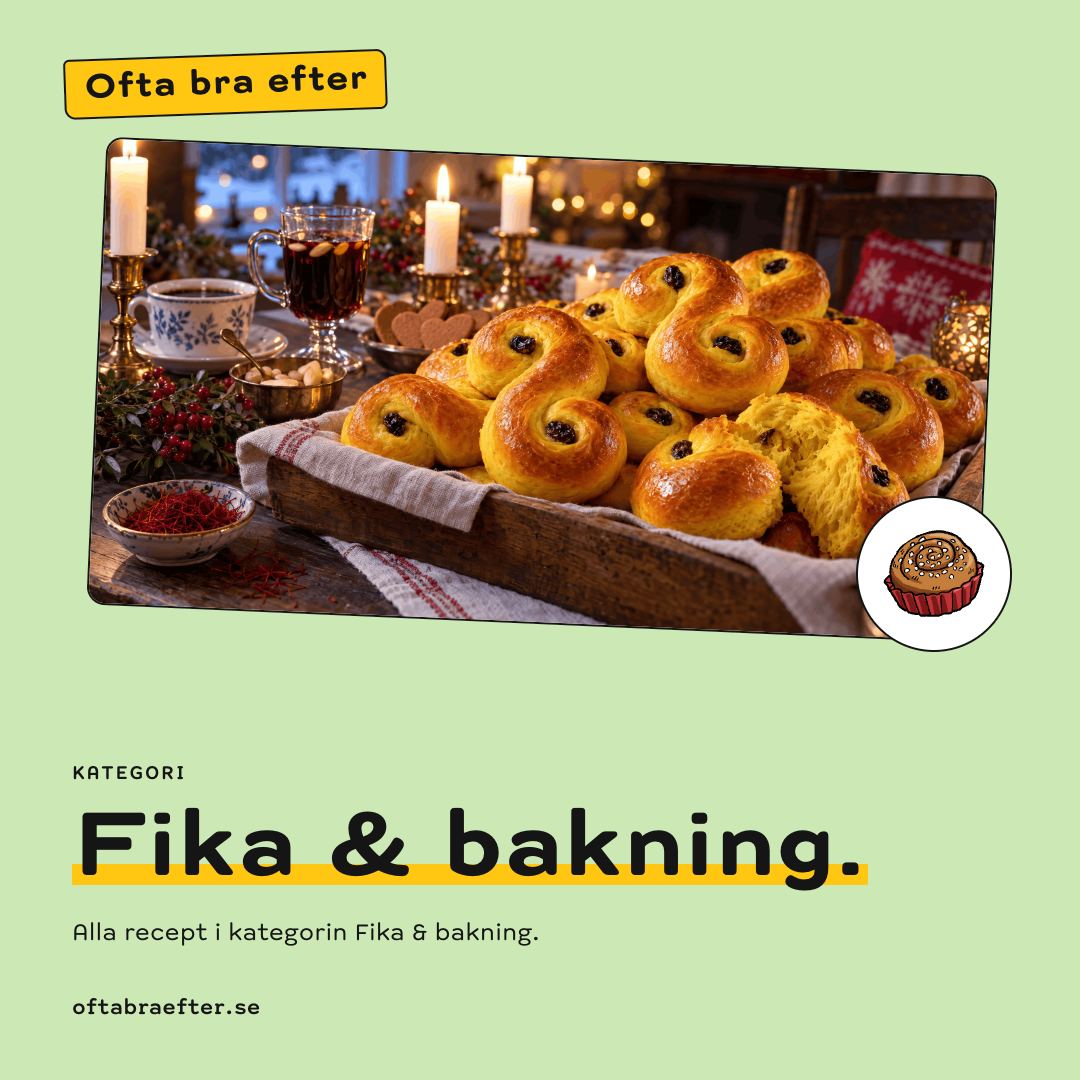 Ofta bra efter
KATEGORI
Fika & bakning.
Alla recept i kategorin Fika & bakning.
oftabraefter.se